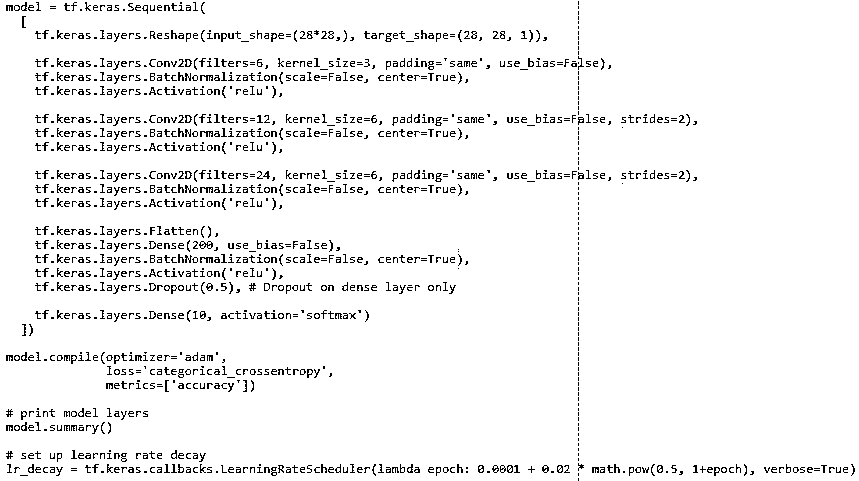 model = tf.keras.Sequential(
  [
    tf.keras.layers.Reshape(input_shape=(28*28,), target_shape=(28, 28, 1)),

    tf.keras.layers.Conv2D(filters=6, kernel_size=3, padding='same', use_bias=False),
    tf.keras.layers.BatchNormalization(scale=False, center=True),
    tf.keras.layers.Activation('relu'),

    tf.keras.layers.Conv2D(filters=12, kernel_size=6, padding='same', use_bias=False, strides=2),
    tf.keras.layers.BatchNormalization(scale=False, center=True),
    tf.keras.layers.Activation('relu'),

    tf.keras.layers.Conv2D(filters=24, kernel_size=6, padding='same', use_bias=False, strides=2),
    tf.keras.layers.BatchNormalization(scale=False, center=True),
    tf.keras.layers.Activation('relu'),

    tf.keras.layers.Flatten(),
    tf.keras.layers.Dense(200, use_bias=False),
    tf.keras.layers.BatchNormalization(scale=False, center=True),
    tf.keras.layers.Activation('relu'),
    tf.keras.layers.Dropout(0.5), # Dropout on dense layer only

    tf.keras.layers.Dense(10, activation='softmax')
  ])

model.compile(optimizer='adam',
              loss='categorical_crossentropy',
              metrics=['accuracy'])

# print model layers
model.summary()

# set up learning rate decay
lr_decay = tf.keras.callbacks.LearningRateScheduler(lambda epoch: 0.0001 + 0.02 * math.pow(0.5, 1+epoch), verbose=True)